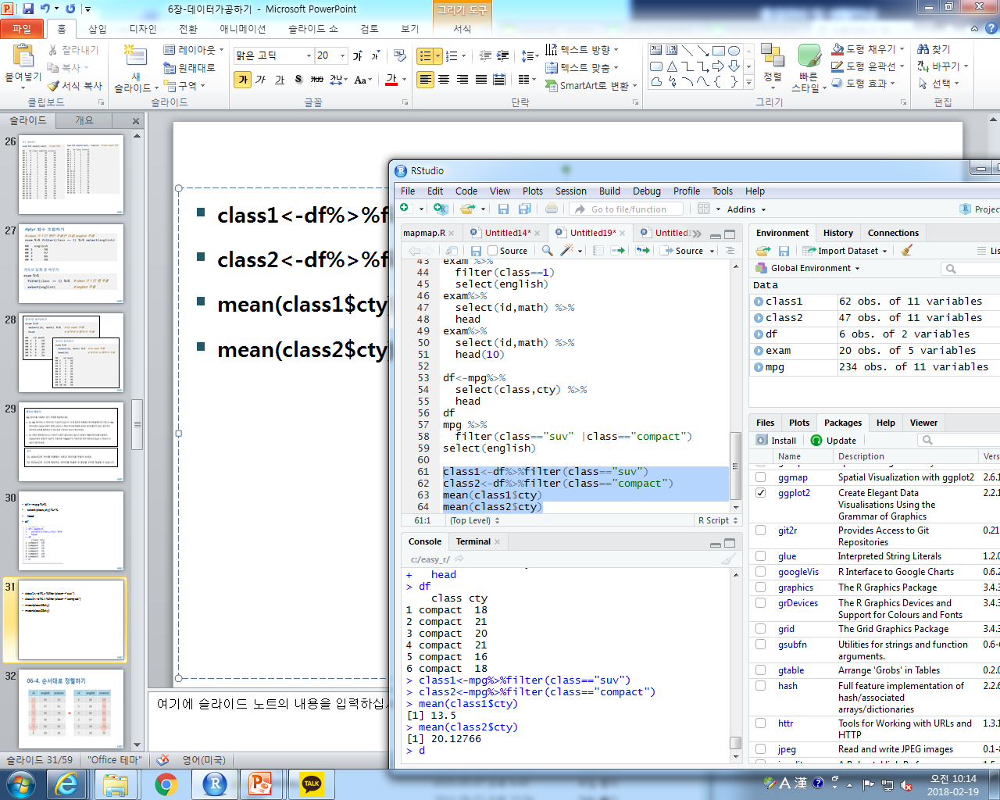 6장-데이터가공하기 - Microsoft PowerPoint
그리기 도구
파일 홈 삽입 디자인 전환 애니메이션 슬라이드 쇼 검토 보기 서식
붙여넣기
잘라내기
복사
서식 복사
클립보드
새
슬라이드
레이아웃
원래대로
구역
슬라이드
맑은 고딕 20
글꼴
텍스트 방향
텍스트 맞춤
SmartArt로 변환
단락
정렬
빠른
스타일
도형 채우기
도형 윤곽선
도형 효과
그리기
찾기
바꾸기
선택
편집
슬라이드 개요
26
27
28
29
30
31
32
06-4. 순서대로 정렬하기
class1<-df%>%f
class2<-df%>%f
mean(class1$cty
mean(class2$cty
여기에 슬라이드 노트의 내용을 입력하십시
슬라이드 31/59 "Office 테마" 영어(미국)
RStudio
File Edit Code View Plots Session Build Debug Profile Tools Help
Go to file/function Addins Project
mapmap.R Untitled14* Untitled19* Untitled1
Source Source
43 exam %>%
44 filter(class==1)
45 select(english)
46 exam%>%
47 select(id,math) %>%
48 head
49 exam%>%
50 select(id,math) %>%
51 head(10)
52
53 df<-mpg%>%
54 select(class,cty) %>%
55 head
56 df
57 mpg %>%
58 filter(class=="suv" |class=="compact")
59 select(english)
60
61 class1<-df%>%filter(class=="suv")
62 class2<-df%>%filter(class=="compact")
63 mean(class1$cty)
64 mean(class2$cty)
61:1 (Top Level) R Script
Console Terminal
c:/easy_r/
+ head
> df
class cty
1 compact 18
2 compact 21
3 compact 20
4 compact 21
5 compact 16
6 compact 18
> class1<-mpg%>%filter(class=="suv")
> class2<-mpg%>%filter(class=="compact")
> mean(class1$cty)
[1] 13.5
> mean(class2$cty)
[1] 20.12766
> d
Environment History Connections
Import Dataset Lis
Global Environment
Data
class1 62 obs. of 11 variables
class2 47 obs. of 11 variables
df 6 obs. of 2 variables
exam 20 obs. of 5 variables
mpg 234 obs. of 11 variables
Files Plots Packages Help Viewer
Install Update
Name Description Vers
ggmap Spatial Visualization with ggplot2 2.6.1
ggplot2 Create Elegant Data Visualisations Using the Grammar of Graphics 2.2.1
git2r Provides Access to Git Repositories 0.21
glue Interpreted String Literals 1.2.0
googleVis R Interface to Google Charts 0.6.2
graphics The R Graphics Package 3.4.3
grDevices The R Graphics Devices and Support for Colours and Fonts 3.4.3
grid The Grid Graphics Package 3.4.3
gsubfn Utilities for strings and function arguments. 0.6-6
gtable Arrange 'Grobs' in Tables 0.2.0
hash Full feature implementation of hash/associated arrays/dictionaries 2.2.6
httr Tools for Working with URLs and HTTP 1.3.1
jpeg Read and write JPEG images 0.1-8
TALK
A 漢
오전 10:14
2018-02-19